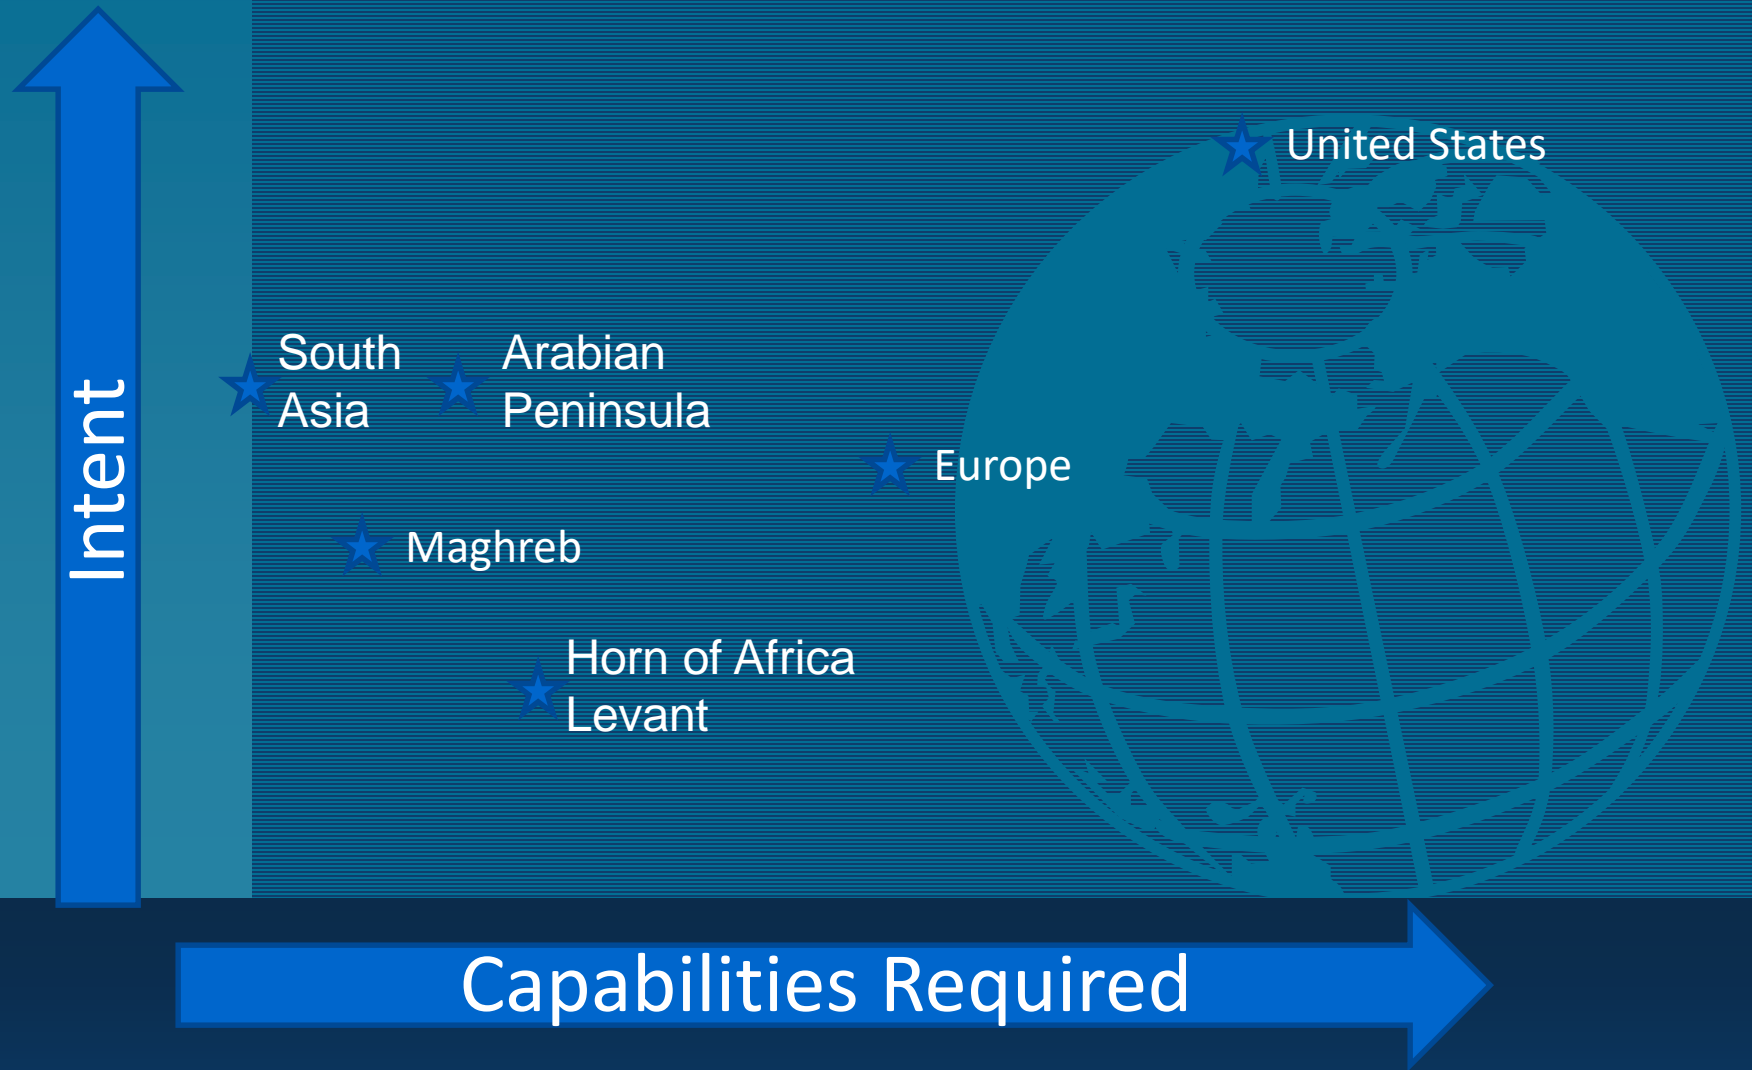 United States
South
Asia
Arabian
Peninsula
Europe
Maghreb
Horn of Africa
Levant
Intent
Capabilities Required